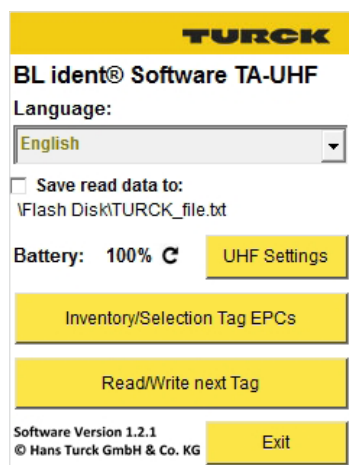 TURCK
BL ident® Software TA-UHF
Language:
English
Save read data to:
\Flash Disk\TURCK_file.txt
Battery: 100% UHF Settings
Inventory/Selection Tag EPCs
Read/Write next Tag
Software Version 1.2.1
© Hans Turck GmbH & Co. KG
Exit